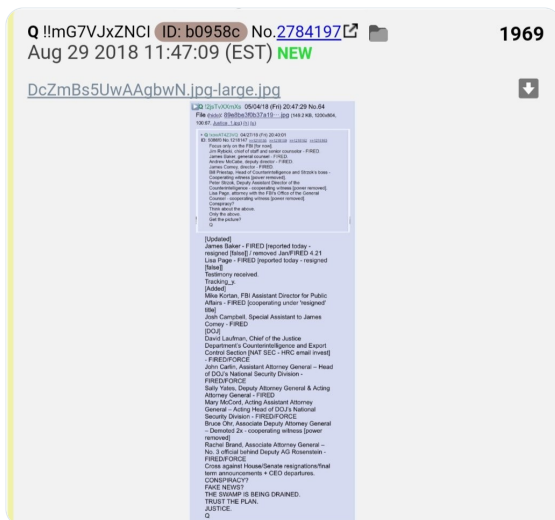 Q !!mG7VJxZNCI ID: b0958c No.2784197 1969
Aug 29 2018 11:47:09 (EST) NEW
DcZmBs5UwAAgbwN.jpg-large.jpg
05/04/18 (Fri) 20:47:29 No.64
Focus only on the FBI [for now].
Jim Rybicki, chief of staff and senior counselor - FIRED
James Baker, general counsel - FIRED
Andrew McCabe, deputy director - FIRED
James Comey, director - FIRED
Bill Priestap, Head of Counterintelligence and Strzok's boss -
Cooperating witness [power removed].
Peter Strzok, Deputy Assistant Director of the
Counterintelligence - cooperating witness [power removed].
Lisa Page, attorney with the FBI's Office of the General
Counsel - cooperating witness [power removed].
Conspiracy?
Think about the above.
Only the above.
Get the picture?
Q
[Updated]
James Baker - FIRED [reported today -
resigned [false]] / removed Jan/FIRED 4.21
Lisa Page - FIRED [reported today - resigned
[false]]
Testimony received.
Tracking_y.
[Added]
Mike Kortan, FBI Assistant Director for Public
Affairs - FIRED [cooperating under 'resigned'
title]
Josh Campbell, Special Assistant to James
Comey - FIRED
[DOJ]
David Laufman, Chief of the Justice
Department's Counterintelligence and Export
Control Section [NAT SEC - HRC email invest]
- FIRED/FORCE
John Carlin, Assistant Attorney General – Head
of DOJ's National Security Division -
FIRED/FORCE
Sally Yates, Deputy Attorney General & Acting
Attorney General - FIRED
Mary McCord, Acting Assistant Attorney
General – Acting Head of DOJ's National
Security Division - FIRED/FORCE
Bruce Ohr, Associate Deputy Attorney General
– Demoted 2x - cooperating witness [power
removed]
Rachel Brand, Associate Attorney General –
No. 3 official behind Deputy AG Rosenstein -
FIRED/FORCE
Cross against House/Senate resignations/final
term announcements + CEO departures.
CONSPIRACY?
FAKE NEWS?
THE SWAMP IS BEING DRAINED.
TRUST THE PLAN.
JUSTICE.
Q